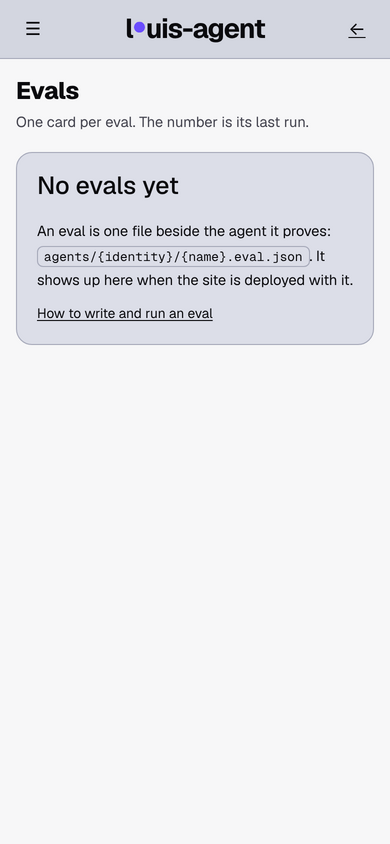 louis-agent
Evals
One card per eval. The number is its last run.
No evals yet
An eval is one file beside the agent it proves:
agents/{identity}/{name}.eval.json. It
shows up here when the site is deployed with it.
How to write and run an eval